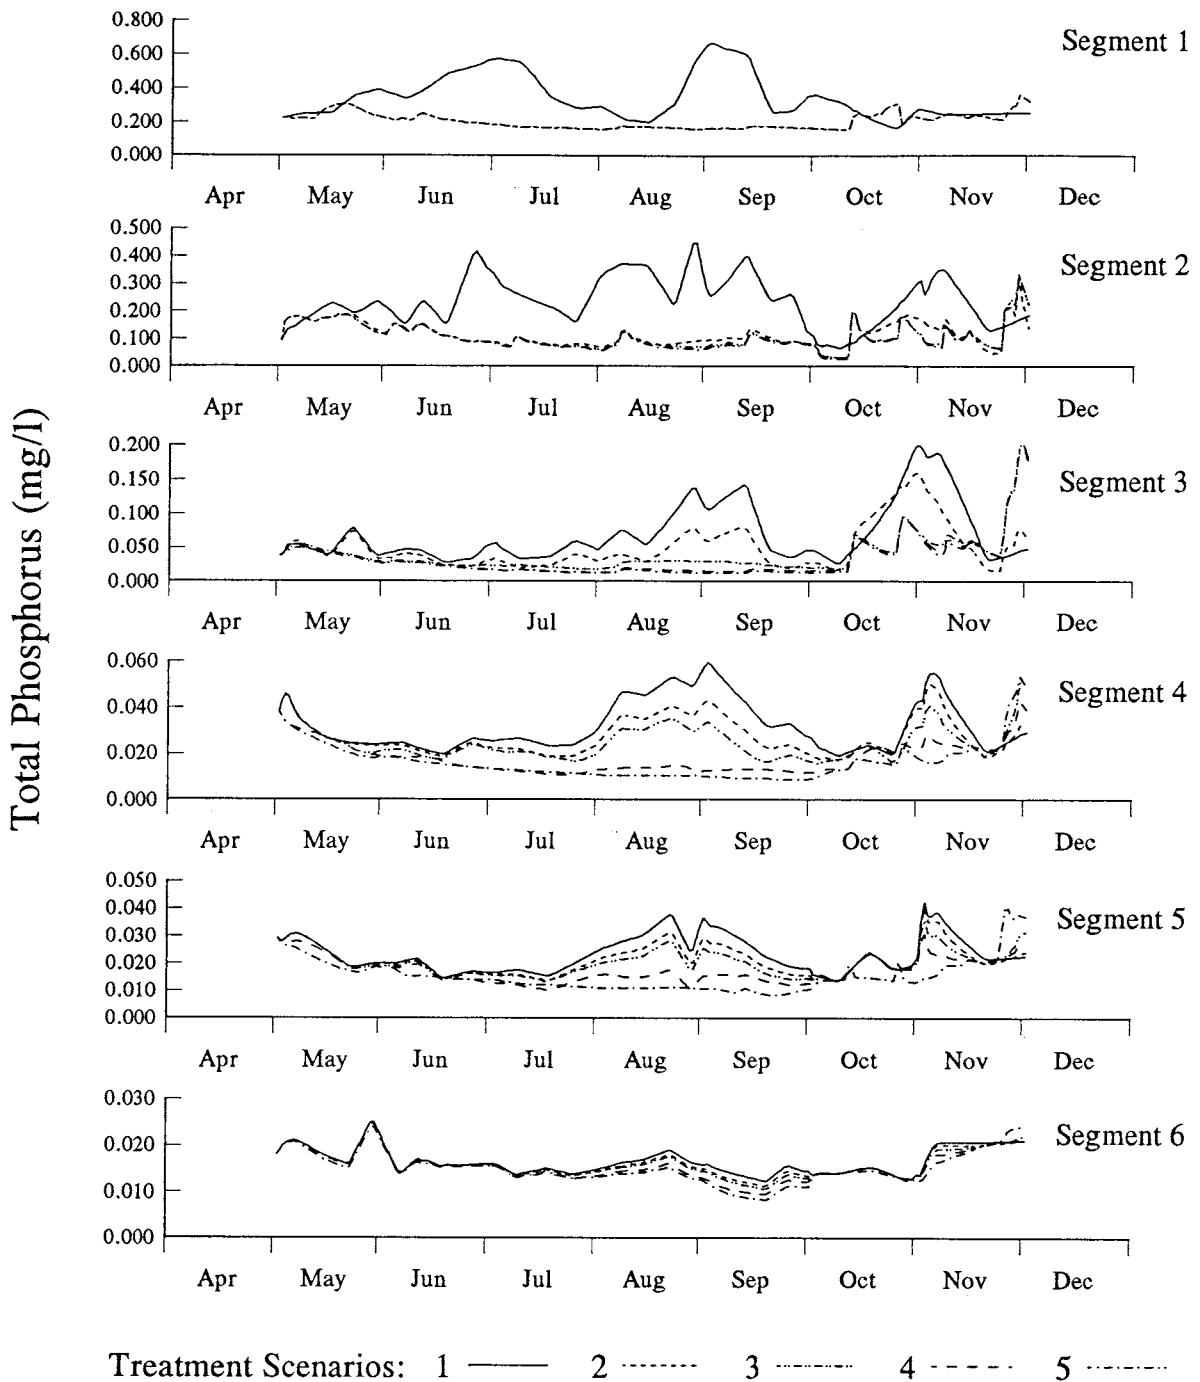 Total Phosphorus (mg/l)
0.800
0.600
0.400
0.200
0.000
Segment 1
Apr May Jun Jul Aug Sep Oct Nov Dec
0.500
0.400
0.300
0.200
0.100
0.000
Segment 2
Apr May Jun Jul Aug Sep Oct Nov Dec
0.200
0.150
0.100
0.050
0.000
Segment 3
Apr May Jun Jul Aug Sep Oct Nov Dec
0.060
0.040
0.020
0.000
Segment 4
Apr May Jun Jul Aug Sep Oct Nov Dec
0.050
0.040
0.030
0.020
0.010
0.000
Segment 5
Apr May Jun Jul Aug Sep Oct Nov Dec
0.030
0.020
0.010
0.000
Segment 6
Apr May Jun Jul Aug Sep Oct Nov Dec
Treatment Scenarios: 1 2 3 4 5